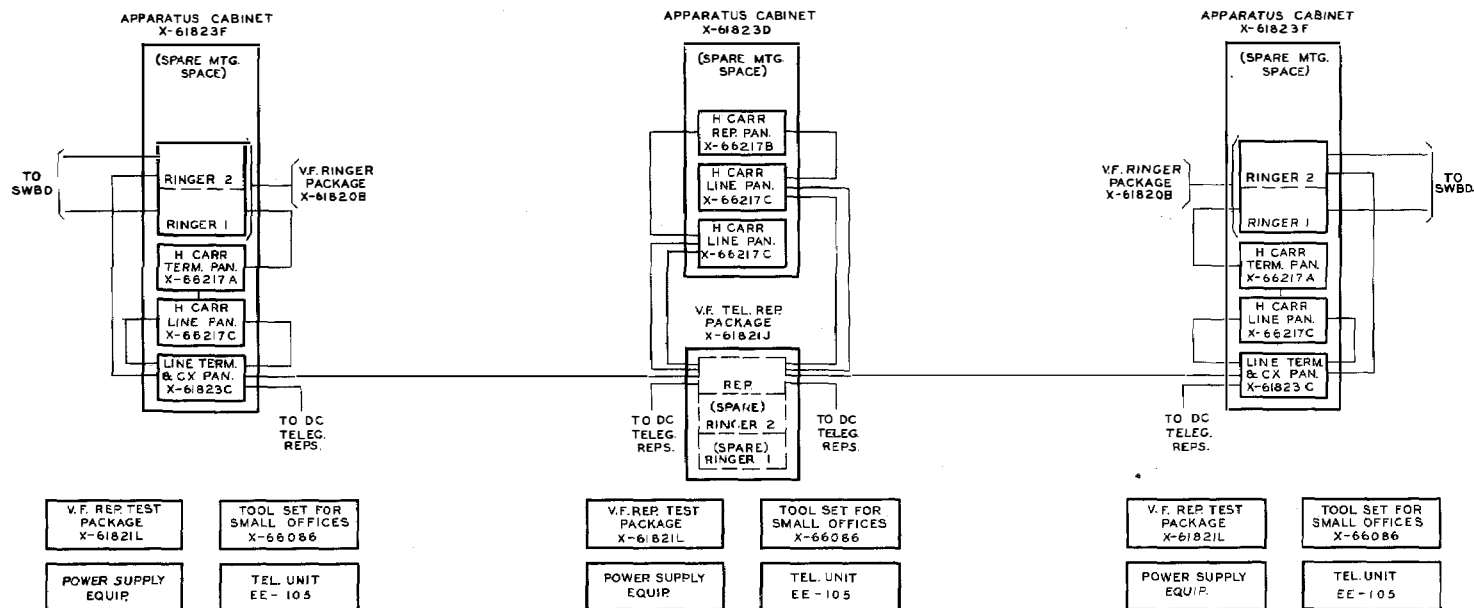 APPARATUS CABINET
X-61823F
(SPARE MTG.
SPACE)
TO
SWBD
RINGER 2
RINGER 1
V.F. RINGER
PACKAGE
X-61820B
H CARR
TERM. PAN.
X-66217A
H CARR
LINE PAN.
X-66217C
LINE TERM.
& CX PAN.
X-61823C
TO DC
TELEG.
REPS.
APPARATUS CABINET
X-61823D
(SPARE MTG.
SPACE)
H CARR
REP. PAN.
X-66217B
H CARR
LINE PAN.
X-66217C
H CARR
LINE PAN.
X-66217C
V.F. TEL. REP.
PACKAGE
X-61821J
REP.
(SPARE)
RINGER 2
(SPARE)
RINGER 1
TO DC
TELEG.
REPS.
TO DC
TELEG.
REPS.
APPARATUS CABINET
X-61823F
(SPARE MTG.
SPACE)
V.F. RINGER
PACKAGE
X-61820B
RINGER 2
RINGER 1
TO
SWBD.
H CARR
TERM. PAN.
X-66217A
H CARR
LINE PAN.
X-66217C
LINE TERM.
& CX PAN.
X-61823C
TO DC
TELEG.
REPS.
V.F. REP. TEST
PACKAGE
X-61821L
TOOL SET FOR
SMALL OFFICES
X-66086
POWER SUPPLY
EQUIP.
TEL. UNIT
EE-105
V.F. REP. TEST
PACKAGE
X-61821L
TOOL SET FOR
SMALL OFFICES
X-66086
POWER SUPPLY
EQUIP.
TEL. UNIT
EE-105
V.F. REP. TEST
PACKAGE
X-61821L
TOOL SET FOR
SMALL OFFICES
X-66086
POWER SUPPLY
EQUIP.
TEL. UNIT
EE-105